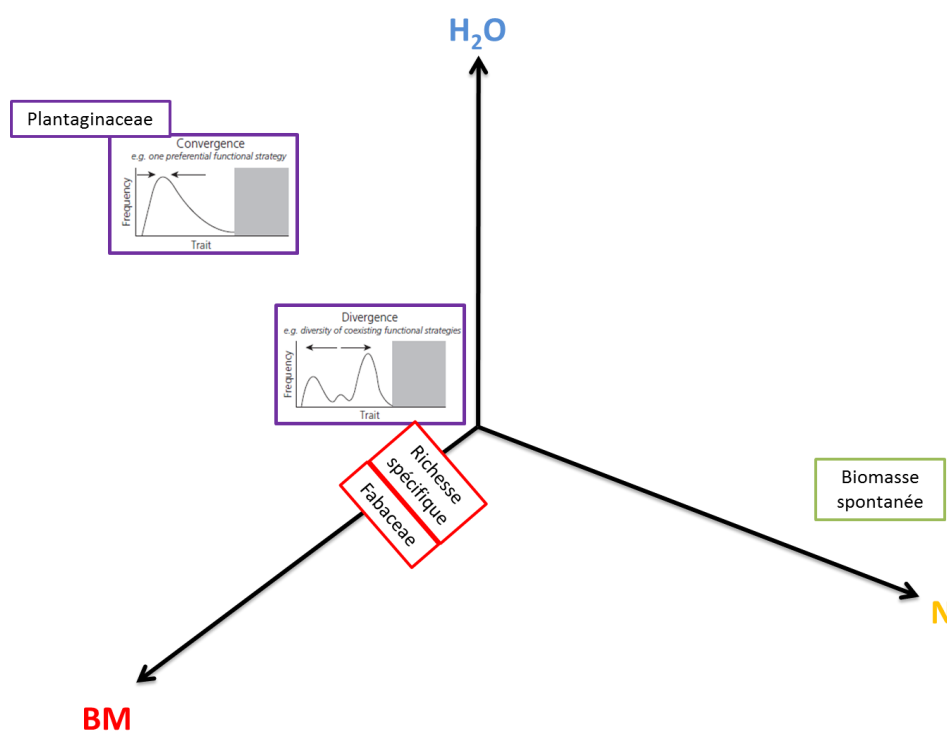 H₂O
Plantaginaceae
Convergence
e.g. one preferential functional strategy
Frequency
Trait
Divergence
e.g. diversity of coexisting functional strategies
Frequency
Trait
Richesse
spécifique
Fabaceae
Biomasse
spontanée
N
BM